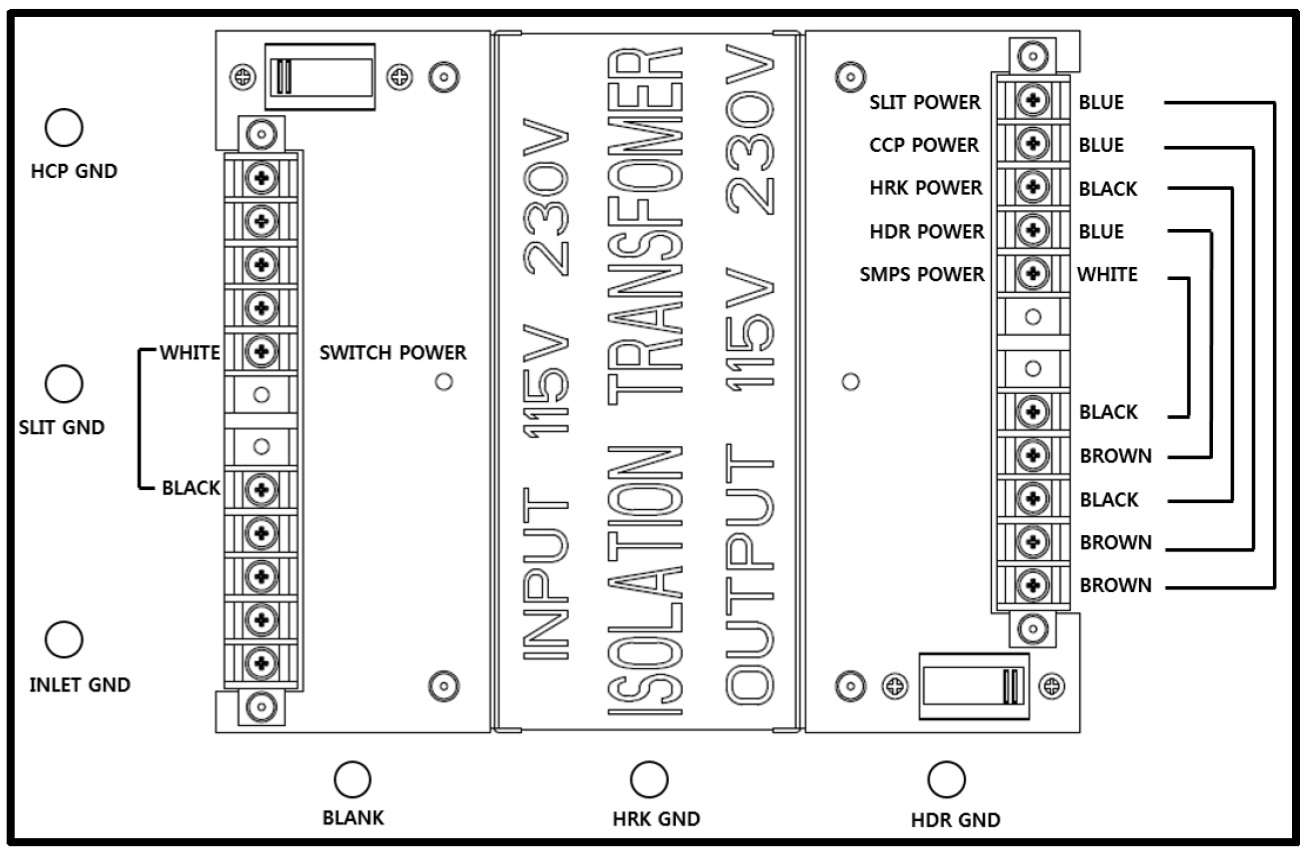 HCP GND
SLIT GND
INLET GND
WHITE
BLACK
SWITCH POWER
INPUT 115V 230V
ISOLATION TRANSFOMER
OUTPUT 115V 230V
SLIT POWER BLUE
CCP POWER BLUE
HRK POWER BLACK
HDR POWER BLUE
SMPS POWER WHITE
BLACK
BROWN
BLACK
BROWN
BROWN
BLANK
HRK GND
HDR GND